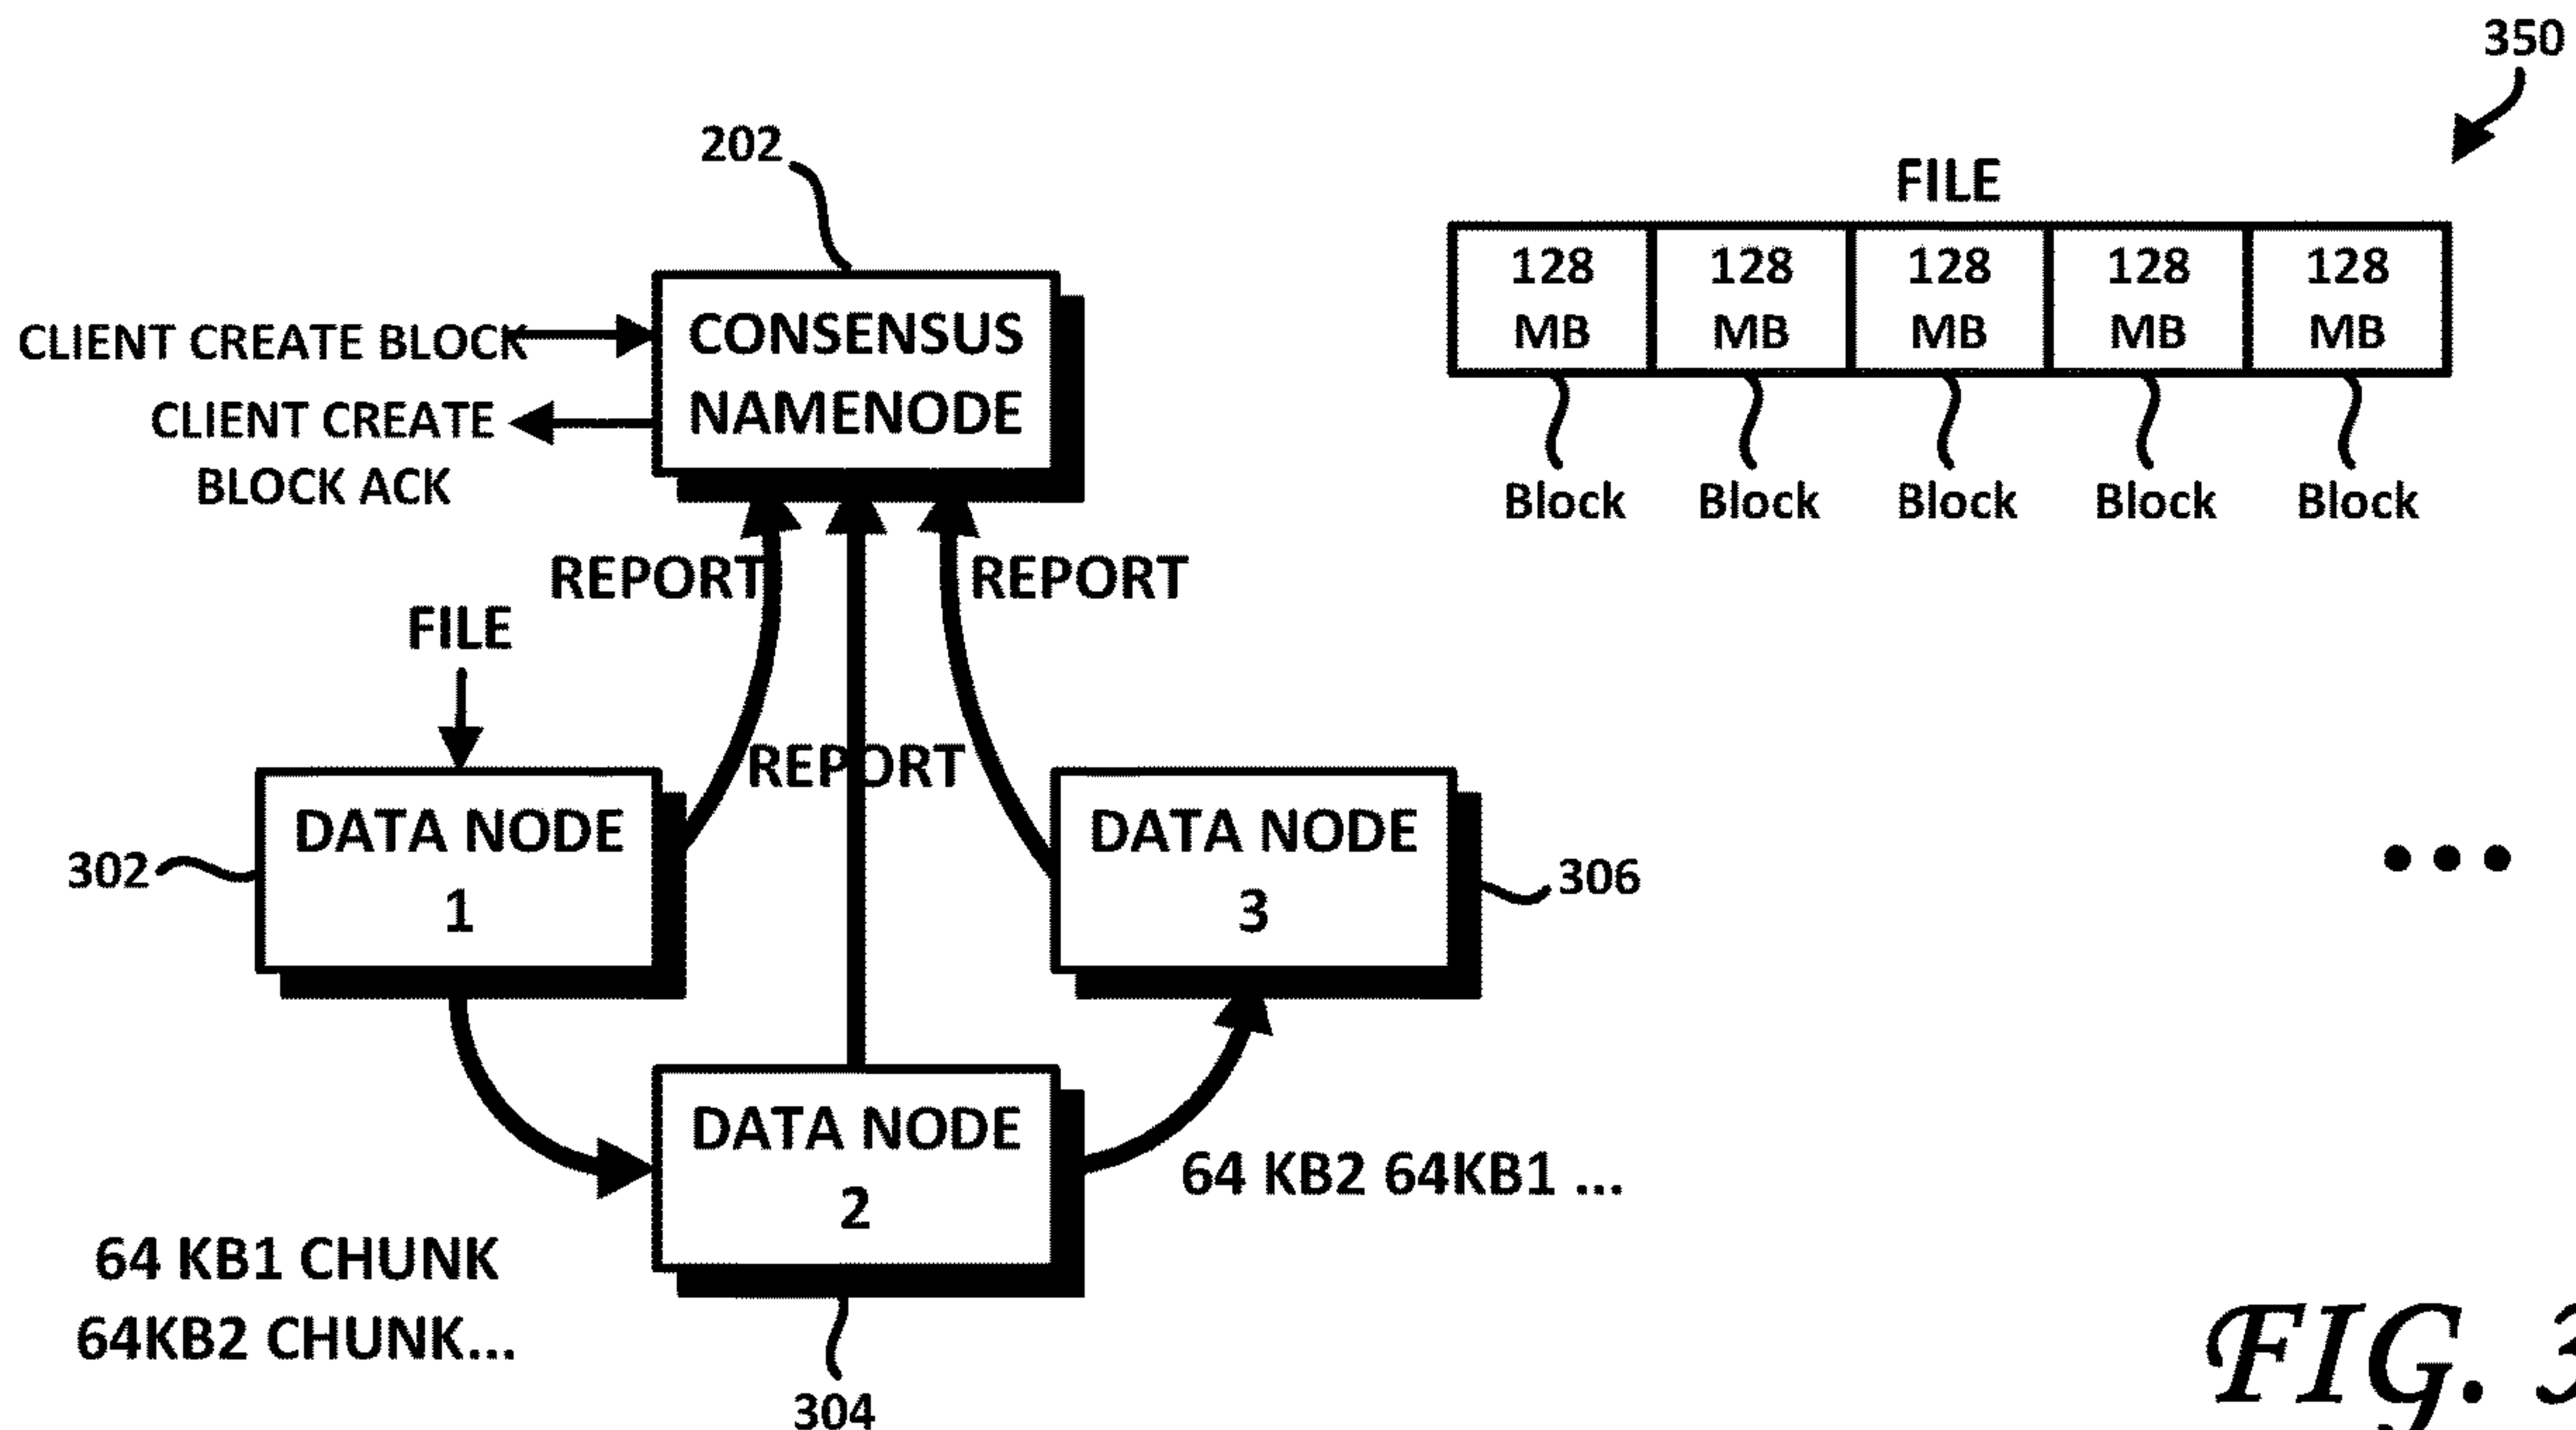 350
202
FILE
128 MB
128 MB
128 MB
128 MB
128 MB
Block
Block
Block
Block
Block
CLIENT CREATE BLOCK
CLIENT CREATE
BLOCK ACK
CONSENSUS
NAMENODE
REPORT
REPORT
FILE
REPORT
DATA NODE
1
302
DATA NODE
3
306
• • •
DATA NODE
2
64 KB2 64KB1 ...
64 KB1 CHUNK
64KB2 CHUNK...
304
FIG. 3